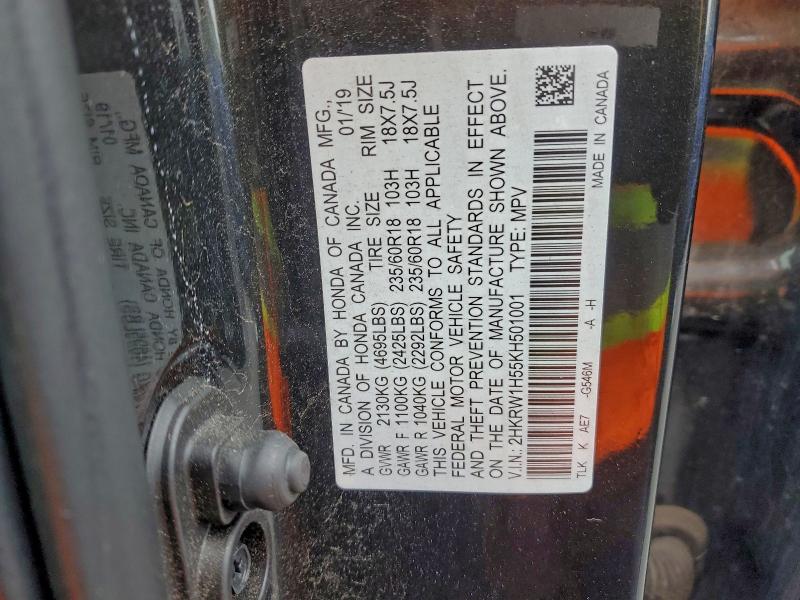 MFD. IN CANADA BY HONDA OF CANADA MFG.,
A DIVISION OF HONDA CANADA INC. 01/19
GVWR 2130KG (4695LBS) TIRE SIZE RIM SIZE
GAWR F 1100KG (2425LBS) 235/60R18 103H 18X7.5J
GAWR R 1040KG (2292LBS) 235/60R18 103H 18X7.5J
THIS VEHICLE CONFORMS TO ALL APPLICABLE
FEDERAL MOTOR VEHICLE SAFETY
AND THEFT PREVENTION STANDARDS IN EFFECT
ON THE DATE OF MANUFACTURE SHOWN ABOVE.
V.I.N.: 2HKRW1H55KH501001 TYPE: MPV
TLK K AE7 -G546M -A -H
MADE IN CANADA